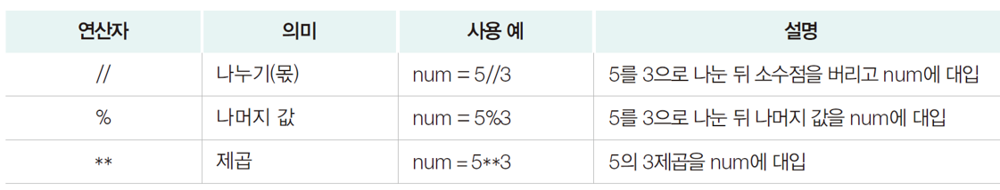 연산자 의미 사용 예 설명
// 나누기(몫) num = 5//3 5를 3으로 나눈 뒤 소수점을 버리고 num에 대입
% 나머지 값 num = 5%3 5를 3으로 나눈 뒤 나머지 값을 num에 대입
** 제곱 num = 5**3 5의 3제곱을 num에 대입